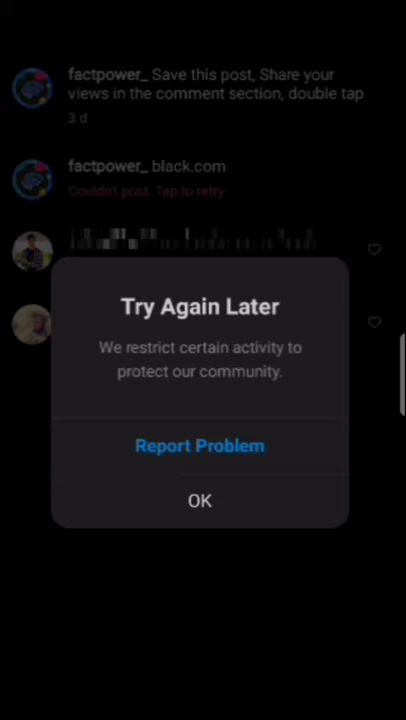 factpower_ Save this post, Share your
views in the comment section, double tap
3 d
factpower_ black.com
Couldn't post. Tap to retry
Try Again Later
We restrict certain activity to
protect our community.
Report Problem
OK